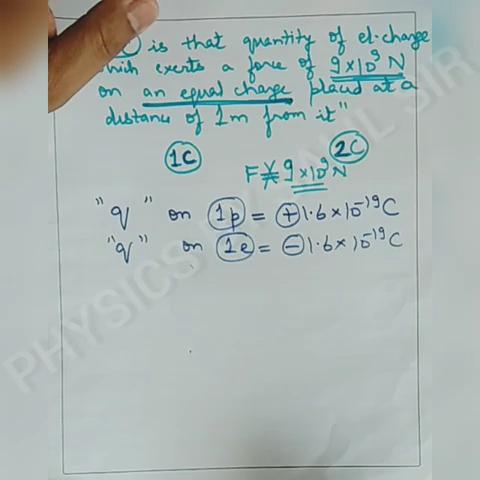 is that quantity of el. charge
which exerts a force of 9×10⁹ N
on an equal charge placed at a
distance of 1m from it"
1C 2C
F ≠ 9×10⁹ N
"q" on 1p = +1.6×10⁻¹⁹C
"q" on 1e = -1.6×10⁻¹⁹C